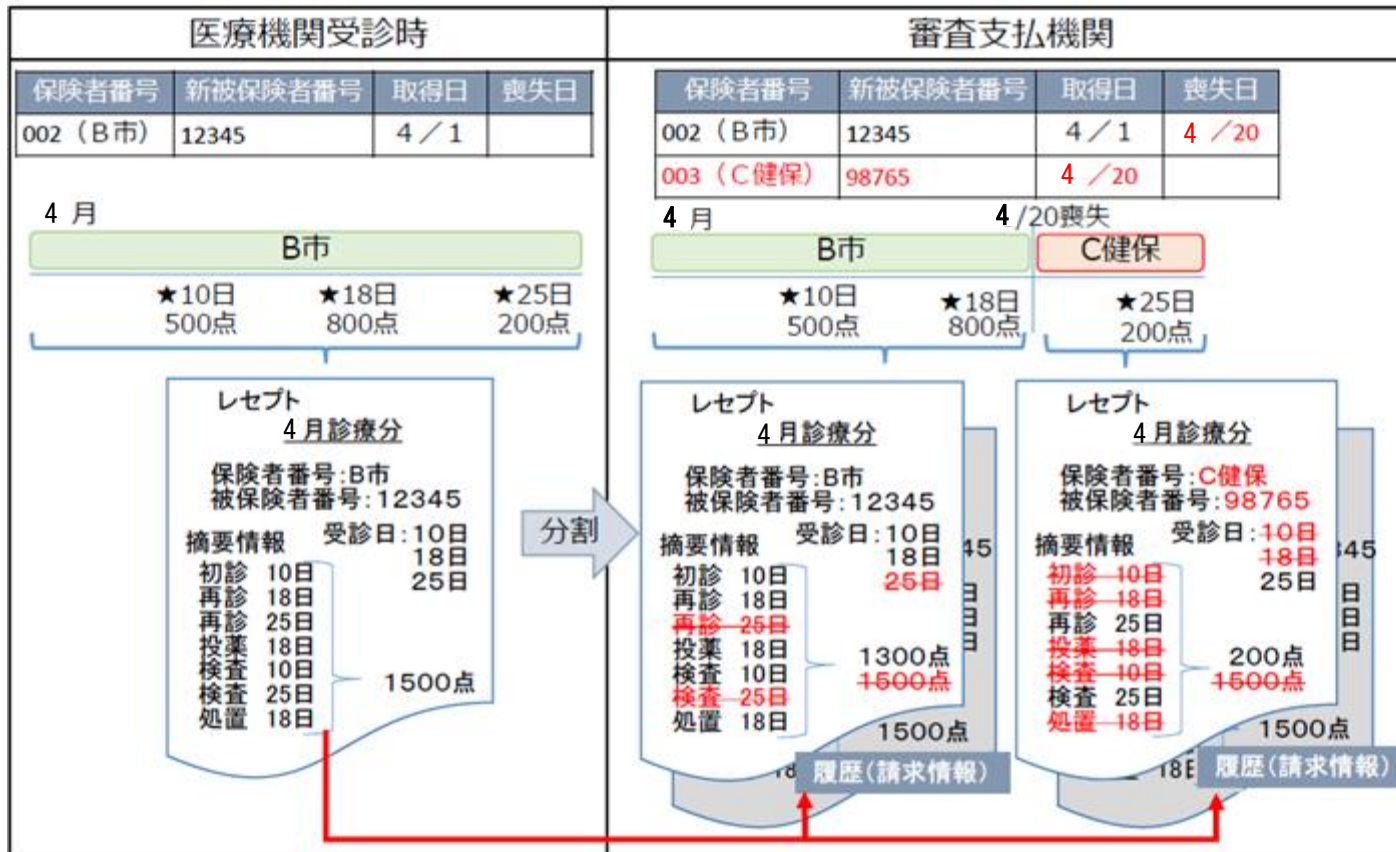 医療機関受診時
保険者番号 新被保険者番号 取得日 喪失日
002（B市） 12345 4／1
4 月
B市
★10日 ★18日 ★25日
500点 800点 200点
レセプト
4月診療分
保険者番号:B市
被保険者番号:12345
摘要情報 受診日:10日
18日
25日
初診 10日
再診 18日
再診 25日
投薬 18日
検査 10日
検査 25日
処置 18日
1500点
分割
審査支払機関
保険者番号 新被保険者番号 取得日 喪失日
002（B市） 12345 4／1 4 ／20
003（C健保） 98765 4 ／20
4 月 4 /20喪失
B市 C健保
★10日 ★18日 ★25日
500点 800点 200点
レセプト
4月診療分
保険者番号:B市
被保険者番号:12345
摘要情報 受診日:10日
18日
25日
初診 10日
再診 18日
再診 25日
投薬 18日
検査 10日
検査 25日
処置 18日
1300点
1500点
45
日
日
日
1500点
18
履歴(請求情報)
レセプト
4月診療分
保険者番号:C健保
被保険者番号:98765
摘要情報 受診日:10日
18日
25日
初診 10日
再診 18日
再診 25日
投薬 18日
検査 10日
検査 25日
処置 18日
200点
1500点
345
日
日
日
1500点
18日
履歴(請求情報)